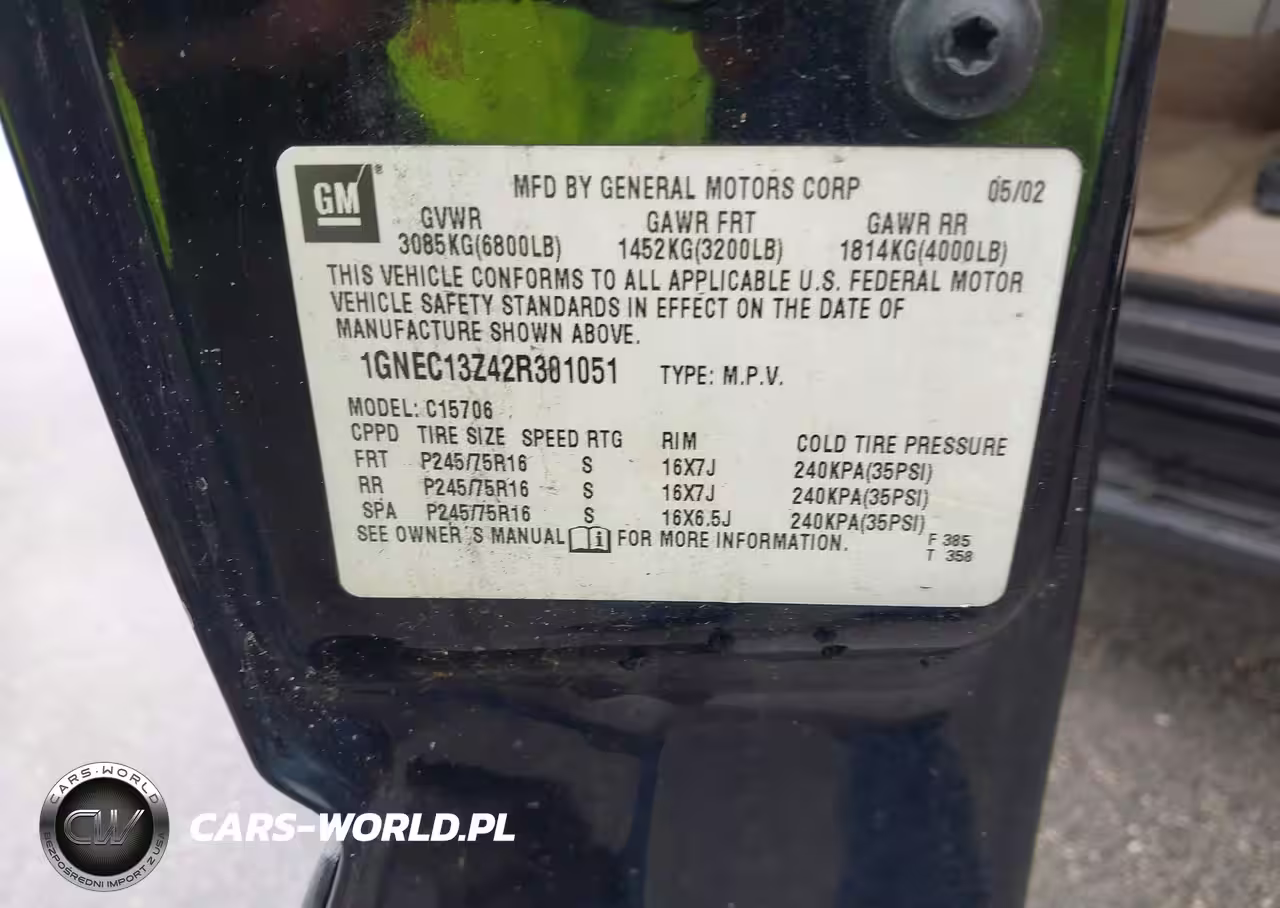 GM®
MFD BY GENERAL MOTORS CORP 05/02
GVWR GAWR FRT GAWR RR
3085KG(6800LB) 1452KG(3200LB) 1814KG(4000LB)
THIS VEHICLE CONFORMS TO ALL APPLICABLE U.S. FEDERAL MOTOR
VEHICLE SAFETY STANDARDS IN EFFECT ON THE DATE OF
MANUFACTURE SHOWN ABOVE.
1GNEC13Z42R381051 TYPE: M.P.V.
MODEL: C15706
CPPD TIRE SIZE SPEED RTG RIM COLD TIRE PRESSURE
FRT P245/75R16 S 16X7J 240KPA(35PSI)
RR P245/75R16 S 16X7J 240KPA(35PSI)
SPA P245/75R16 S 16X6.5J 240KPA(35PSI)
SEE OWNER'S MANUAL FOR MORE INFORMATION.
F 385
T 358
CARS-WORLD
CW
BEZPOŚREDNI IMPORT Z USA
CARS-WORLD.PL